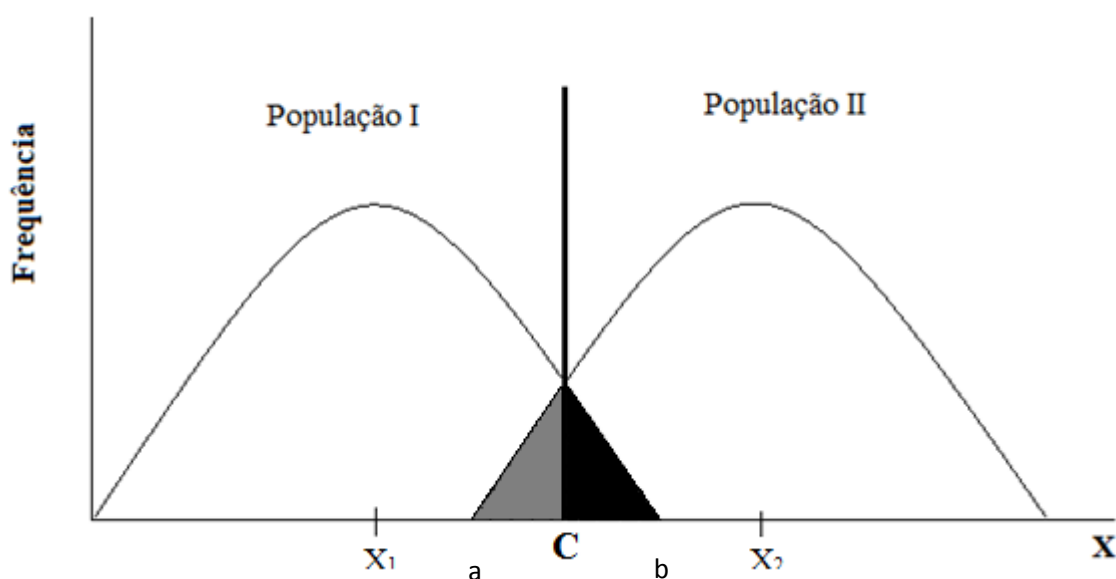 População I
População II
Frequência
X₁
C
X₂
X
a
b